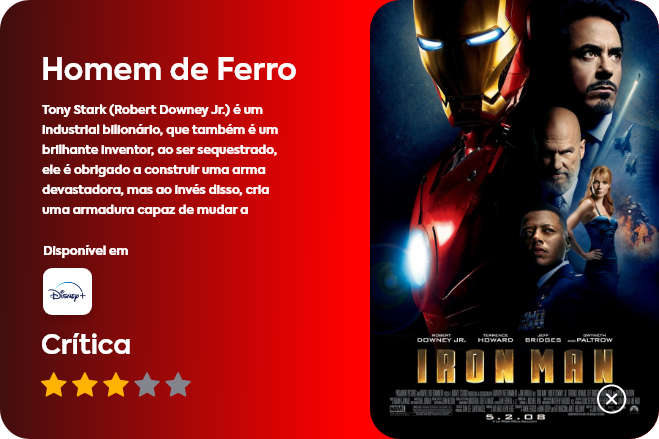 Homem de Ferro
Tony Stark (Robert Downey Jr.) é um
industrial bilionário, que também é um
brilhante inventor, ao ser sequestrado,
ele é obrigado a construir uma arma
devastadora, mas ao invés disso, cria
uma armadura capaz de mudar a
Disponível em
Disney+
Crítica
ROBERT DOWNEY JR. TERRENCE HOWARD JEFF BRIDGES AND GWYNETH PALTROW
IRON MAN
MARVEL
5.2.08